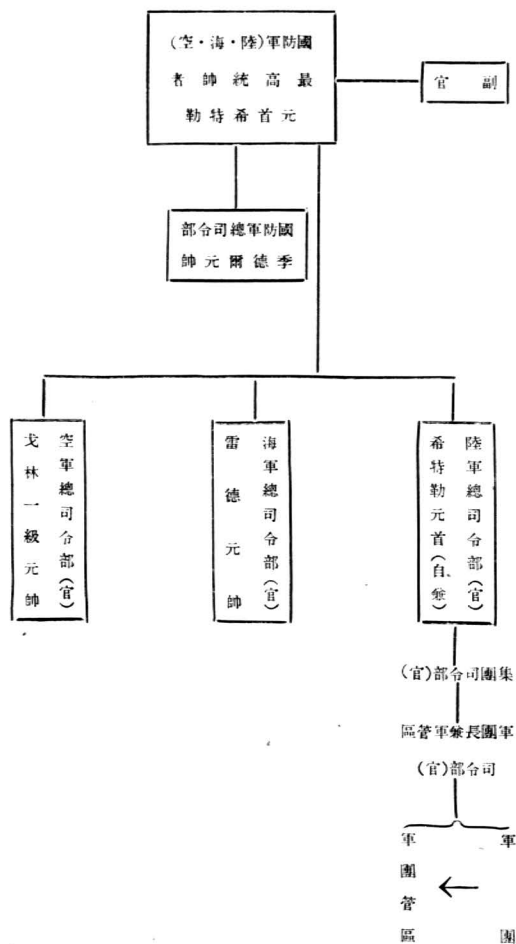 國防軍(陸・海・空)
最高統帥者
元首希特勒
副官
國防軍總司令部
季德爾元帥
陸軍總司令部(官)
希特勒元首(自、兼)
海軍總司令部(官)
雷德元帥
空軍總司令部(官)
戈林一級元帥
集團司令部(官)
軍團長兼軍管區
司令部(官)
軍團
軍團管區